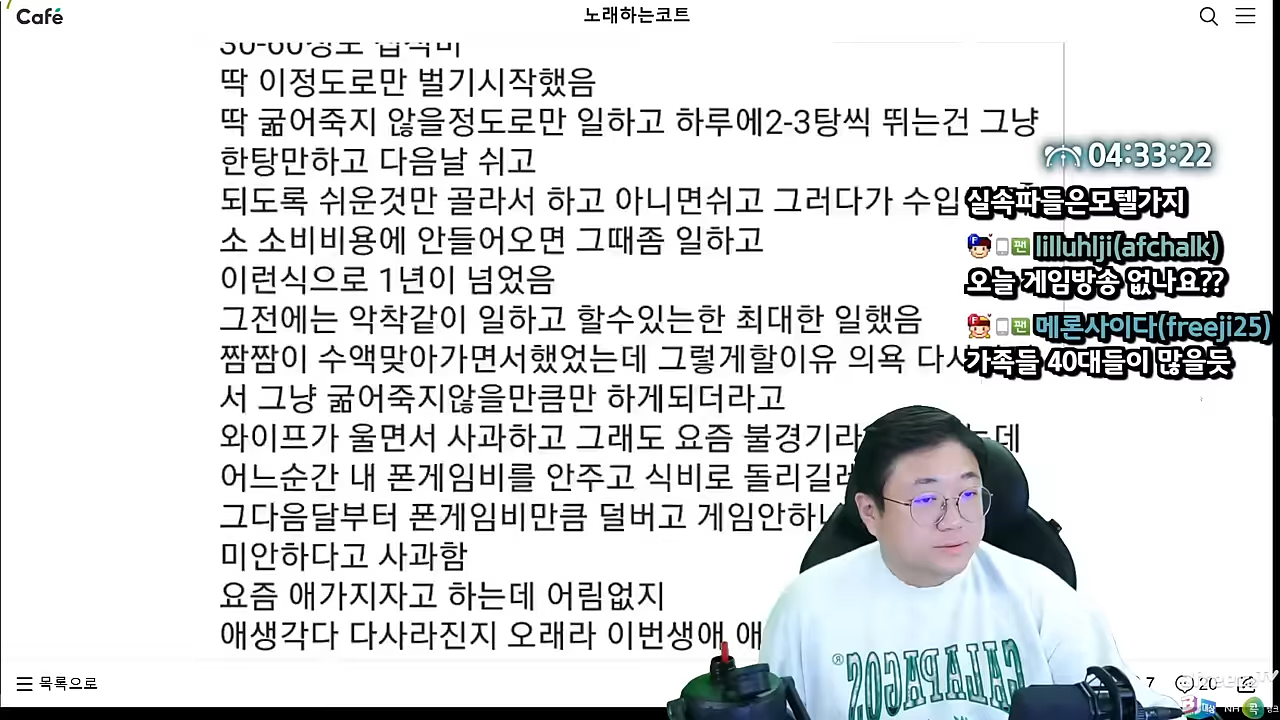 Café
노래하는코트
딱 이정도로만 벌기시작했음
딱 굶어죽지 않을정도로만 일하고 하루에2-3탕씩 뛰는건 그냥
한탕만하고 다음날 쉬고
되도록 쉬운것만 골라서 하고 아니면쉬고 그러다가 수입
소 소비비용에 안들어오면 그때좀 일하고
이런식으로 1년이 넘었음
그전에는 악착같이 일하고 할수있는한 최대한 일했음
짬짬이 수액맞아가면서했었는데 그렇게할이유 의욕 다
서 그냥 굶어죽지않을만큼만 하게되더라고
와이프가 울면서 사과하고 그래도 요즘 불경기라
어느순간 내 폰게임비를 안주고 식비로
그다음달부터 폰게임비만큼 덜버고
미안하다고 사과함
요즘 애가지자고 하는데 어림없지
애생각다 다사라진지 오래라 이번생애
04:33:22
실속파들은모텔가지
lilluhlji(afchalk)
오늘 게임방송 없나요??
메론사이다(freeji25)
가족들 40대들이 많을듯
GALAPAGOS
목록으로
7
20